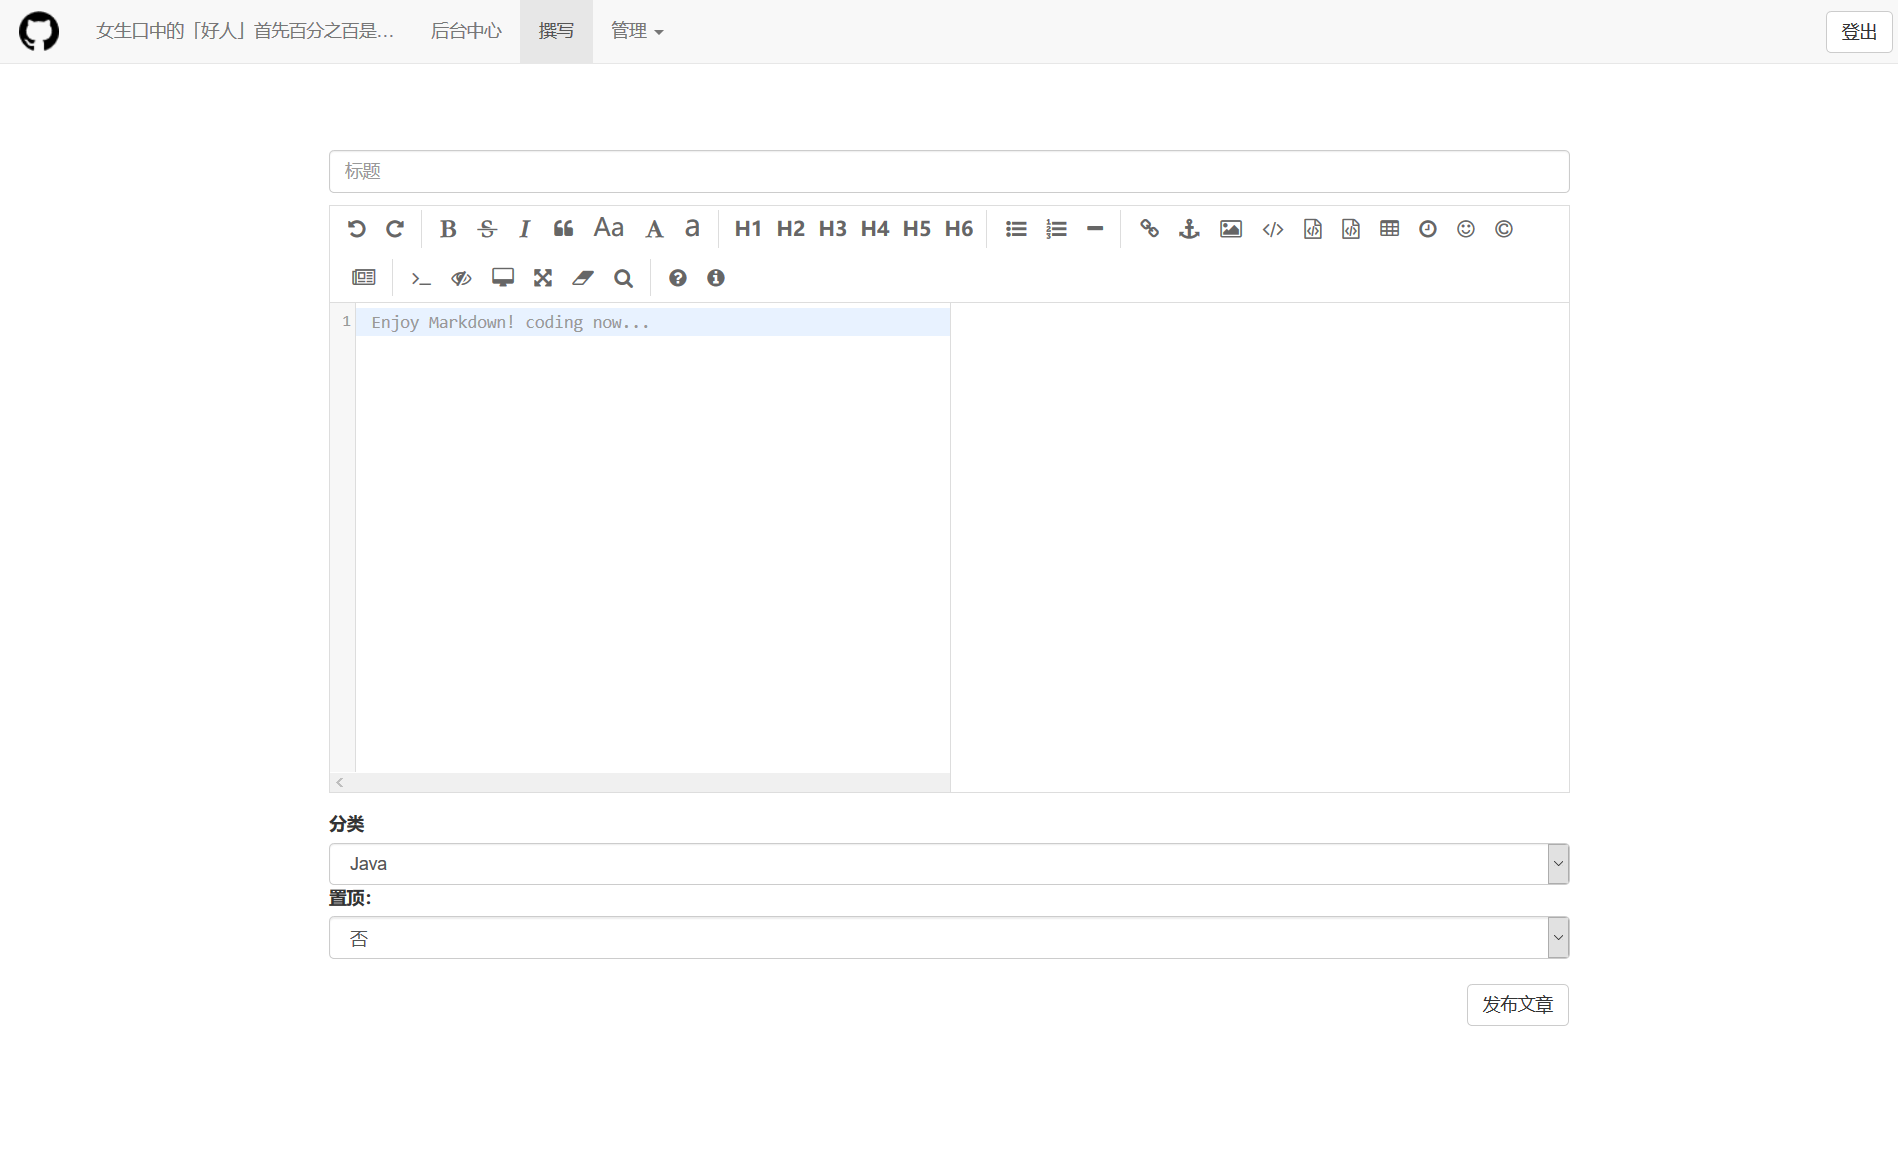 女生口中的「好人」首先百分之百是... 后台中心 撰写 管理 登出
标题
B S I Aa A a H1 H2 H3 H4 H5 H6
1 Enjoy Markdown! coding now...
分类
Java
置顶:
否
发布文章